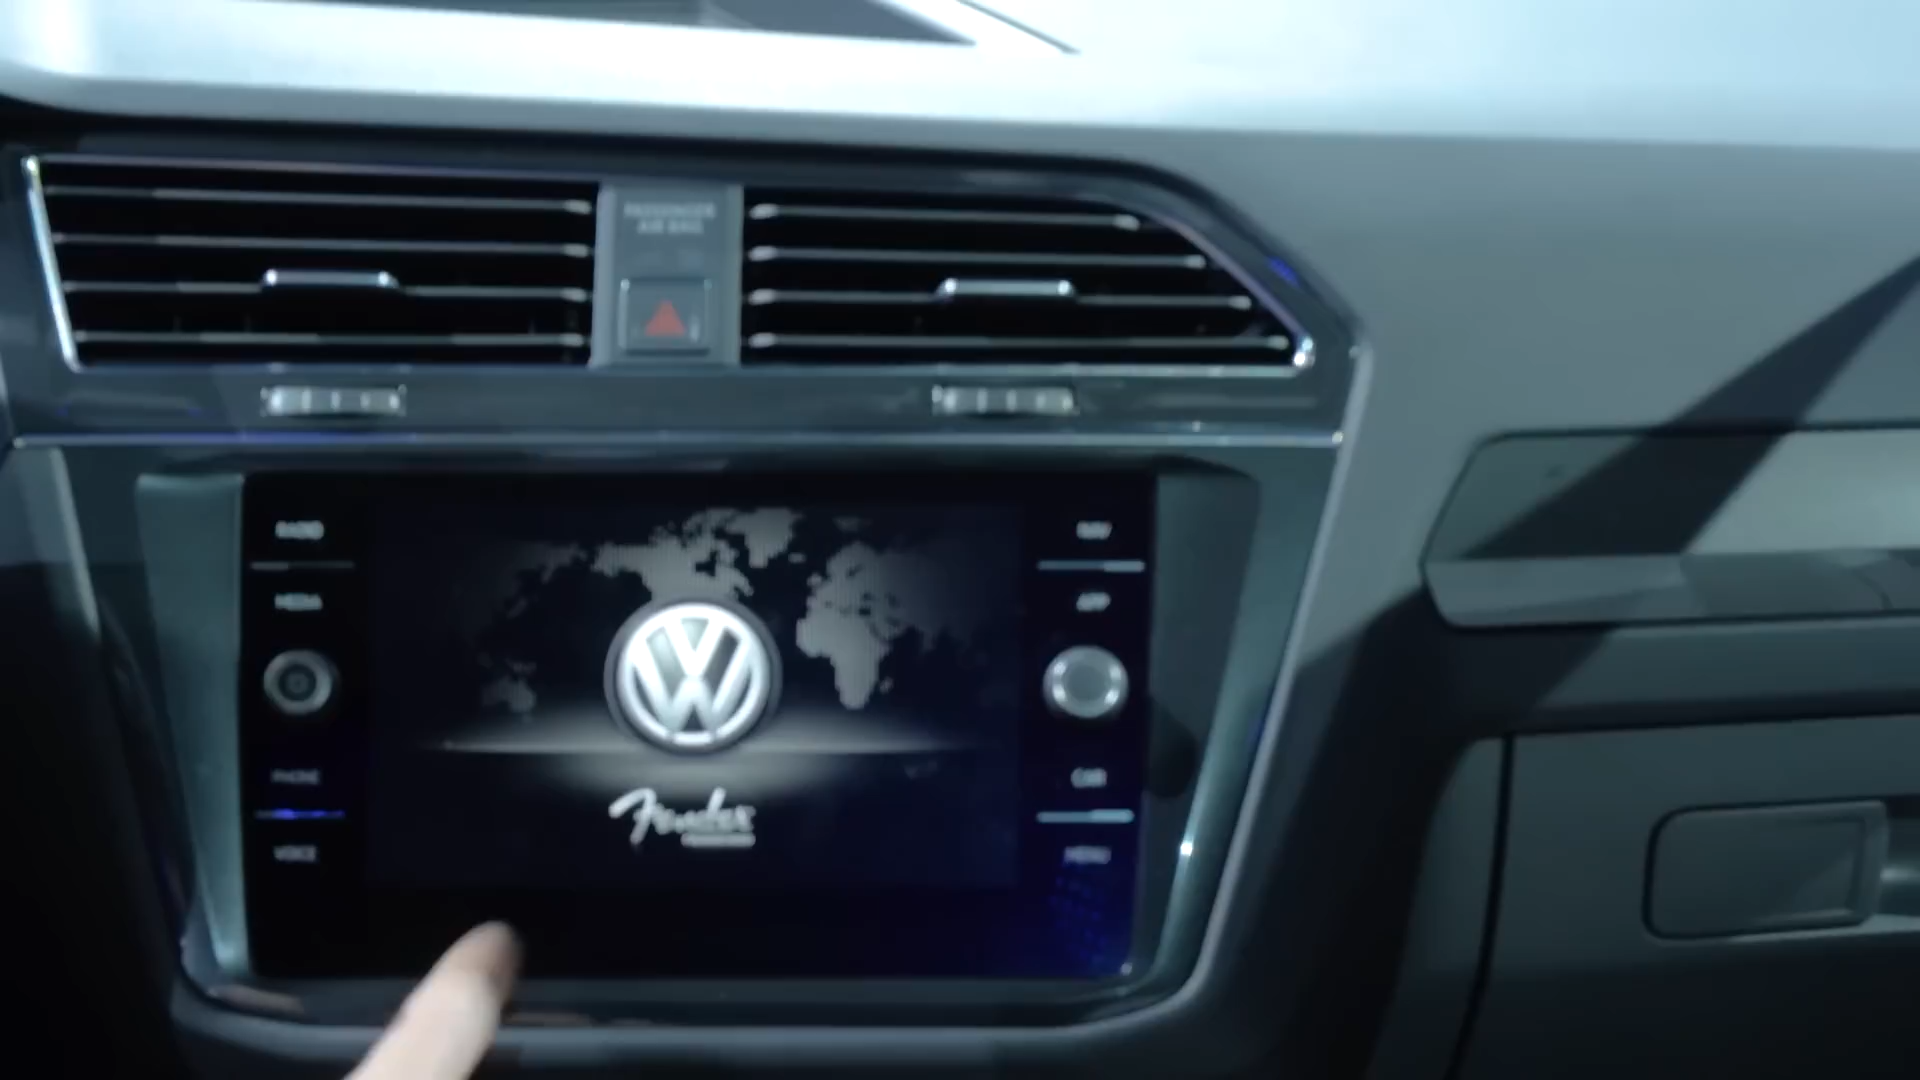 PASSENGER
AIR BAG
RADIO
MEDIA
PHONE
VOICE
NAV
APP
CAR
MENU
Fender